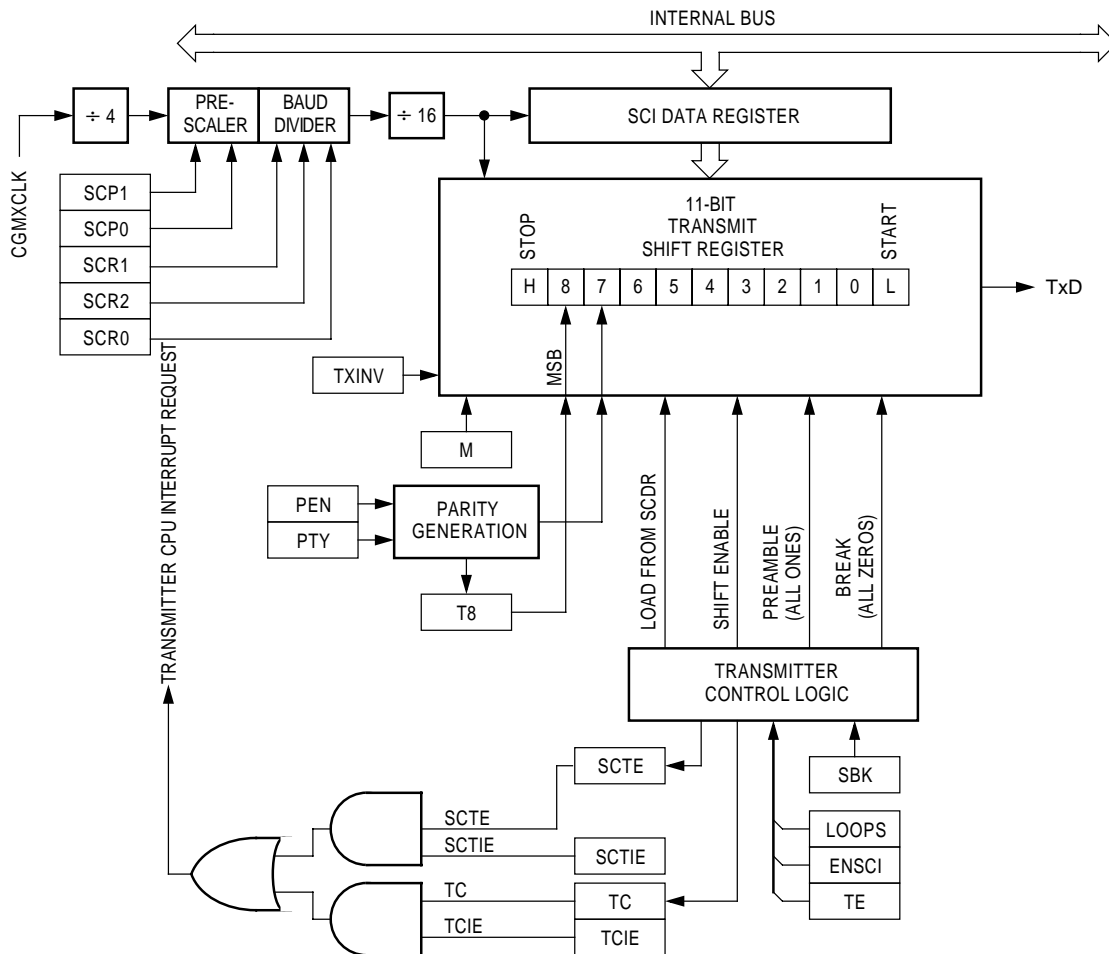 INTERNAL BUS
÷ 4
PRE-
SCALER
BAUD
DIVIDER
÷ 16
SCI DATA REGISTER
CGMXCLK
SCP1
SCP0
SCR1
SCR2
SCR0
11-BIT
TRANSMIT
SHIFT REGISTER
STOP
START
H 8 7 6 5 4 3 2 1 0 L
TxD
TXINV
MSB
M
PEN
PTY
PARITY
GENERATION
T8
LOAD FROM SCDR
SHIFT ENABLE
PREAMBLE
(ALL ONES)
BREAK
(ALL ZEROS)
TRANSMITTER CPU INTERRUPT REQUEST
TRANSMITTER
CONTROL LOGIC
SCTE
SBK
SCTE
SCTIE
SCTIE
LOOPS
ENSCI
TE
TC
TC
TCIE
TCIE